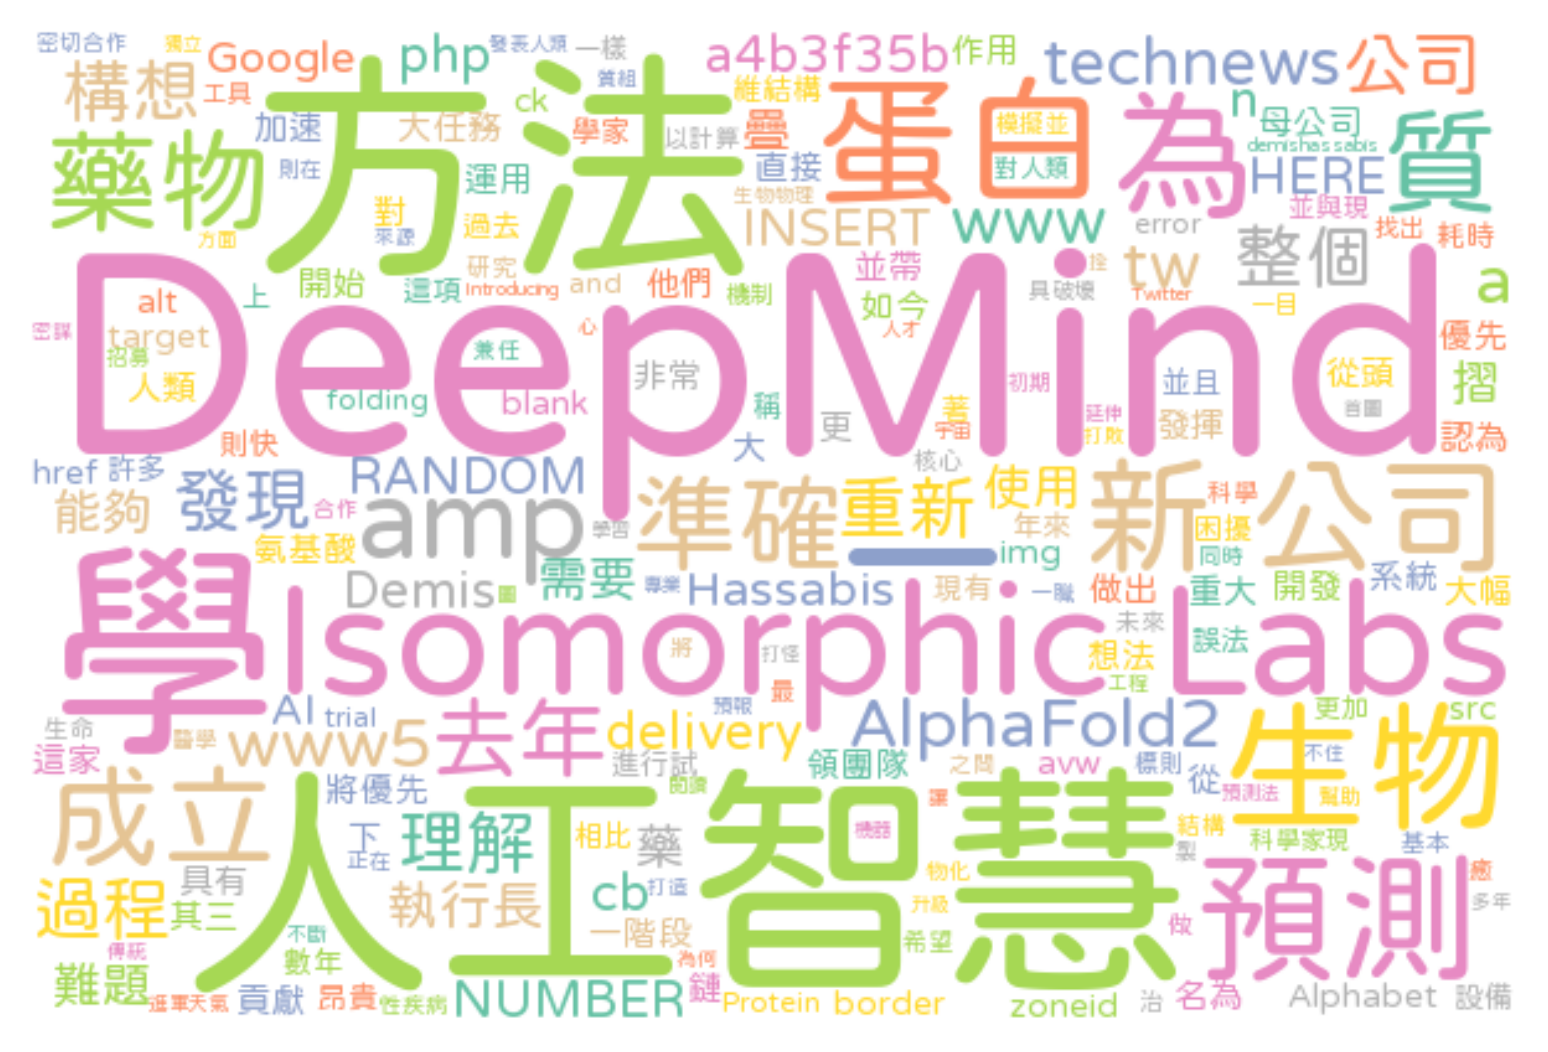 密切合作 獨立 Google php 發表人類 一樣 a4b3f35b 作用 technews 公司
構想 工具 質組 ck 維結構 n 母公司
加速 大任務 學家 以計算 疊 模擬並 demishassabis
藥物 方法 蛋白 為 質
則在 運用 直接 對人類 HERE
對 生物物理 並與現
方面 來源 過去 INSERT www error 找出 耗時
研究 整個
alt 上 開始 這項 Introducing and 他們 機制 並帶 如今 具破壞 拴 tw Twitter 一目 a
密謀 target 心 人才 優先
DeepMind
招募 兼任
人類 folding blank 非常 初期 並且 從頭 摺
稱 更 著 延伸 首圖
則快 大 宇宙 打敗 發揮 認為
href 許多 RANDOM 核心
能夠 發現 合作 amp 學習 準確 重新 使用 年來 新公司 科學 困擾
氨基酸 一 img 同時
Demis 圖 需要 專業 Hassabis 現有 一職 做出 重大 開發 系統 大幅
學 Isomorphic Labs
將 打怪 未來 想法 誤法
最 工程
AI trial 預報 更加 src
生命 這家 醫學 www5 去年 delivery AlphaFold2 生物
進行試 領團隊 之間 avw 標則 從 不住
將優先 閱讀 讓 預測法 幫助
成立 人工智慧
下 正在 理解 相比 藥 機器 結構 科學家現 基本
具有 物化 製 癒
過程 其三 執行長 cb 打造 升級 預測 多年
不斷 一階段 希望 做
傳統 數年 為何
難題 進軍天氣 貢獻 昂貴 性疾病 NUMBER 鏈 Protein border zoneid 治 名為 Alphabet 設備